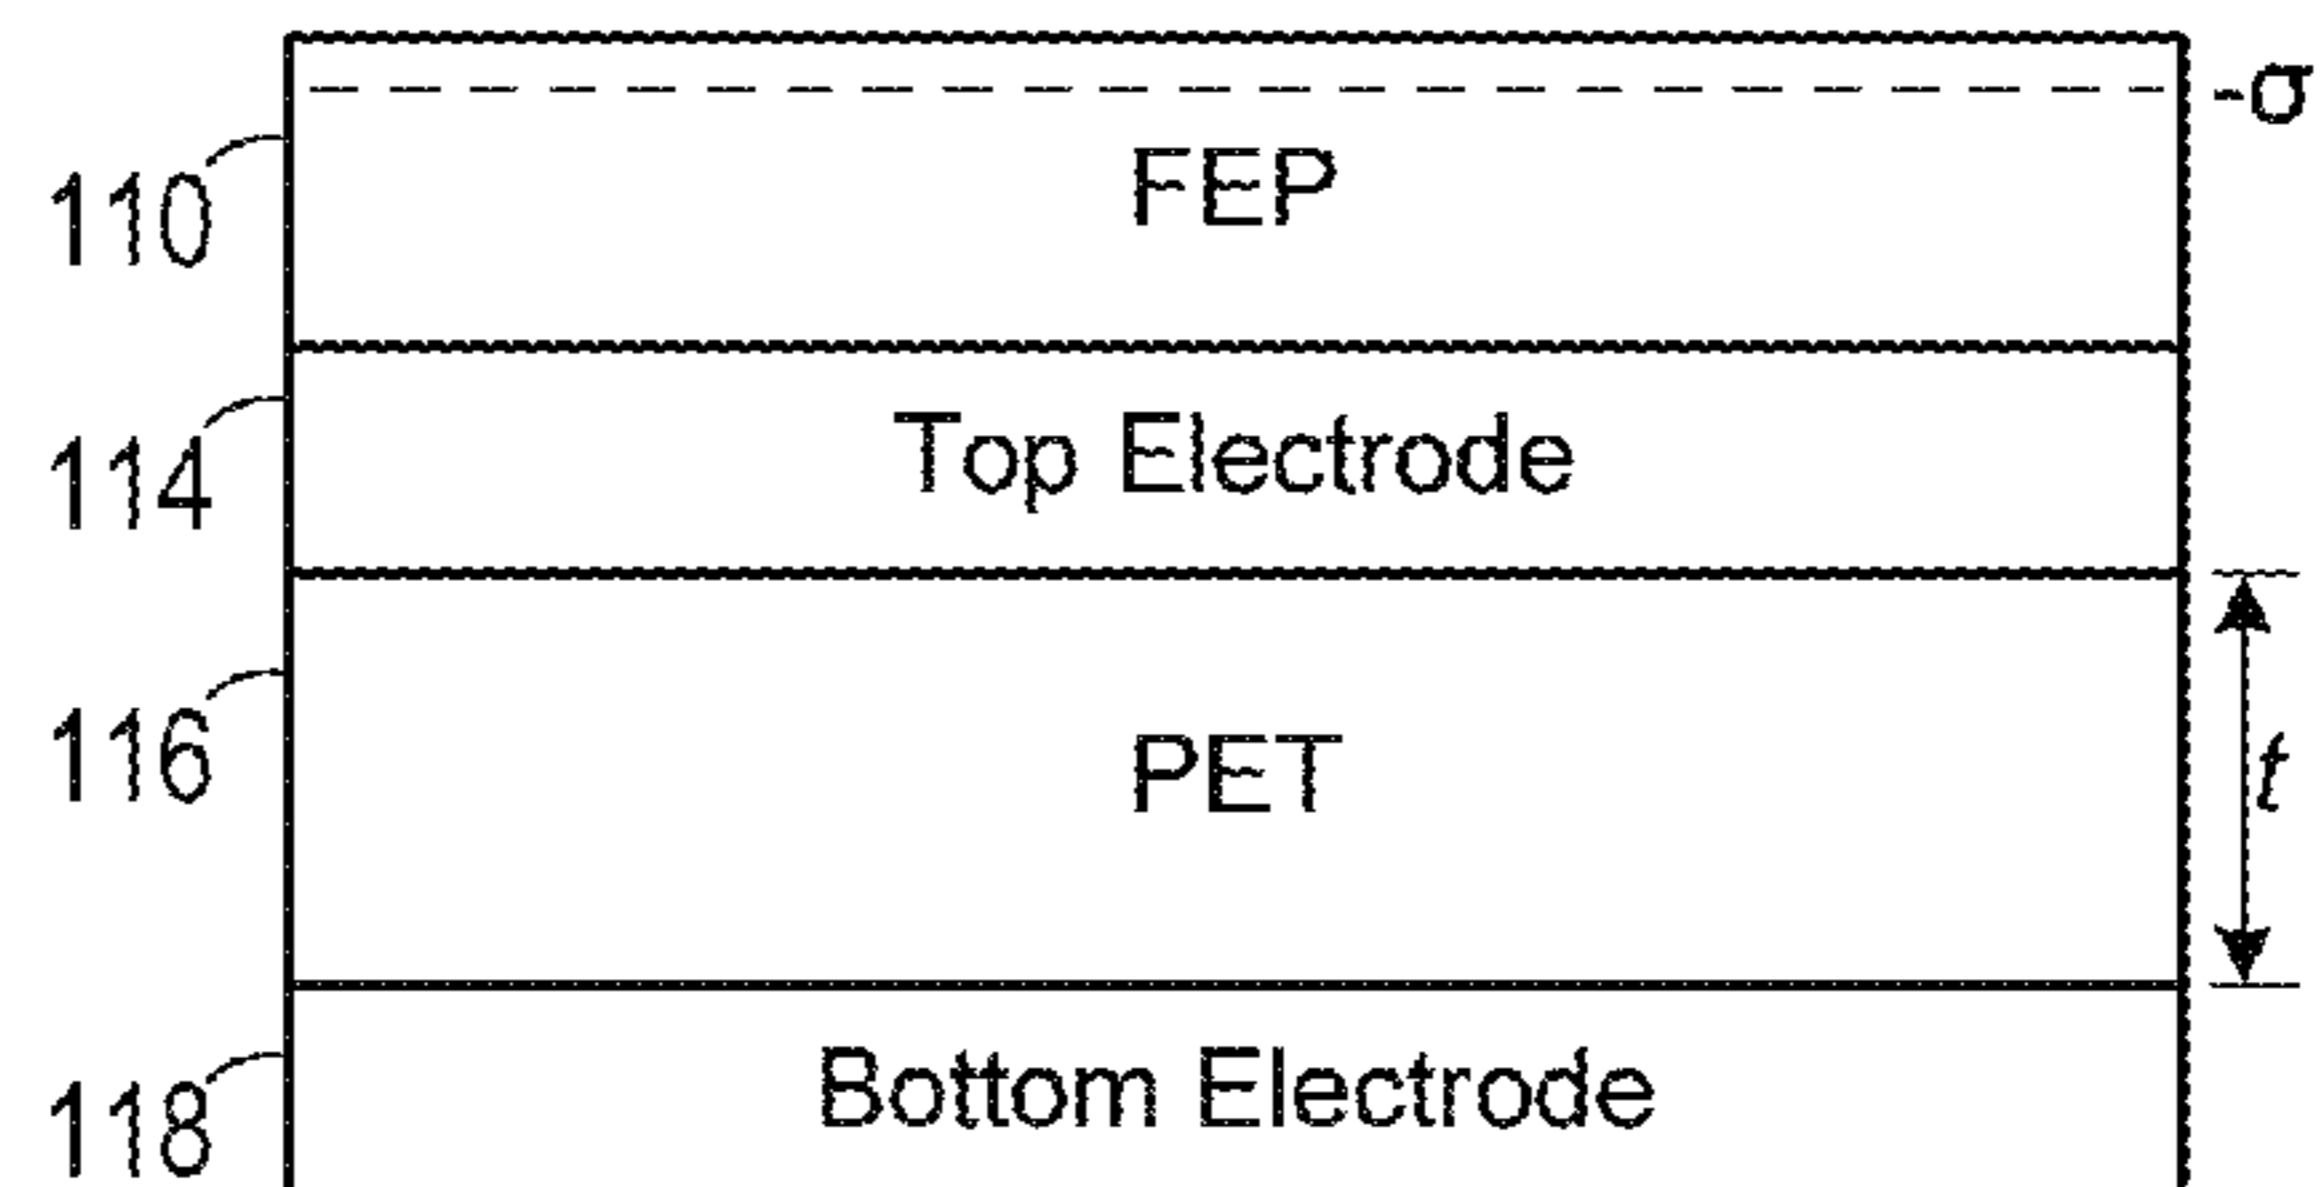 -σ
FEP
110
Top Electrode
114
PET
116
t
Bottom Electrode
118